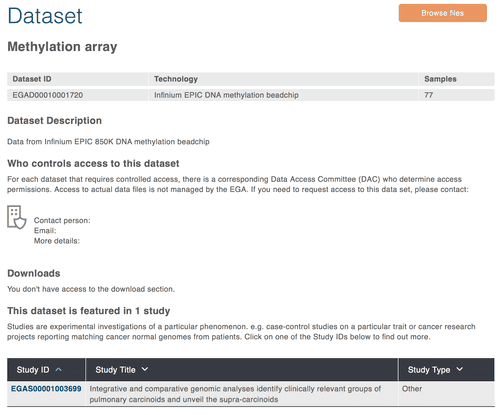 Dataset
Browse files
Methylation array
Dataset ID Technology Samples
EGAD00010001720 Infinium EPIC DNA methylation beadchip 77
Dataset Description
Data from Infinium EPIC 850K DNA methylation beadchip
Who controls access to this dataset
For each dataset that requires controlled access, there is a corresponding Data Access Committee (DAC) who determine access
permissions. Access to actual data files is not managed by the EGA. If you need to request access to this data set, please contact:
Contact person:
Email:
More details:
Downloads
You don't have access to the download section.
This dataset is featured in 1 study
Studies are experimental investigations of a particular phenomenon. e.g. case-control studies on a particular trait or cancer research
projects reporting matching cancer normal genomes from patients. Click on one of the Study IDs below to find out more.
Study ID Study Title Study Type
EGAS00001003699 Integrative and comparative genomic analyses identify clinically relevant groups of Other
pulmonary carcinoids and unveil the supra-carcinoids